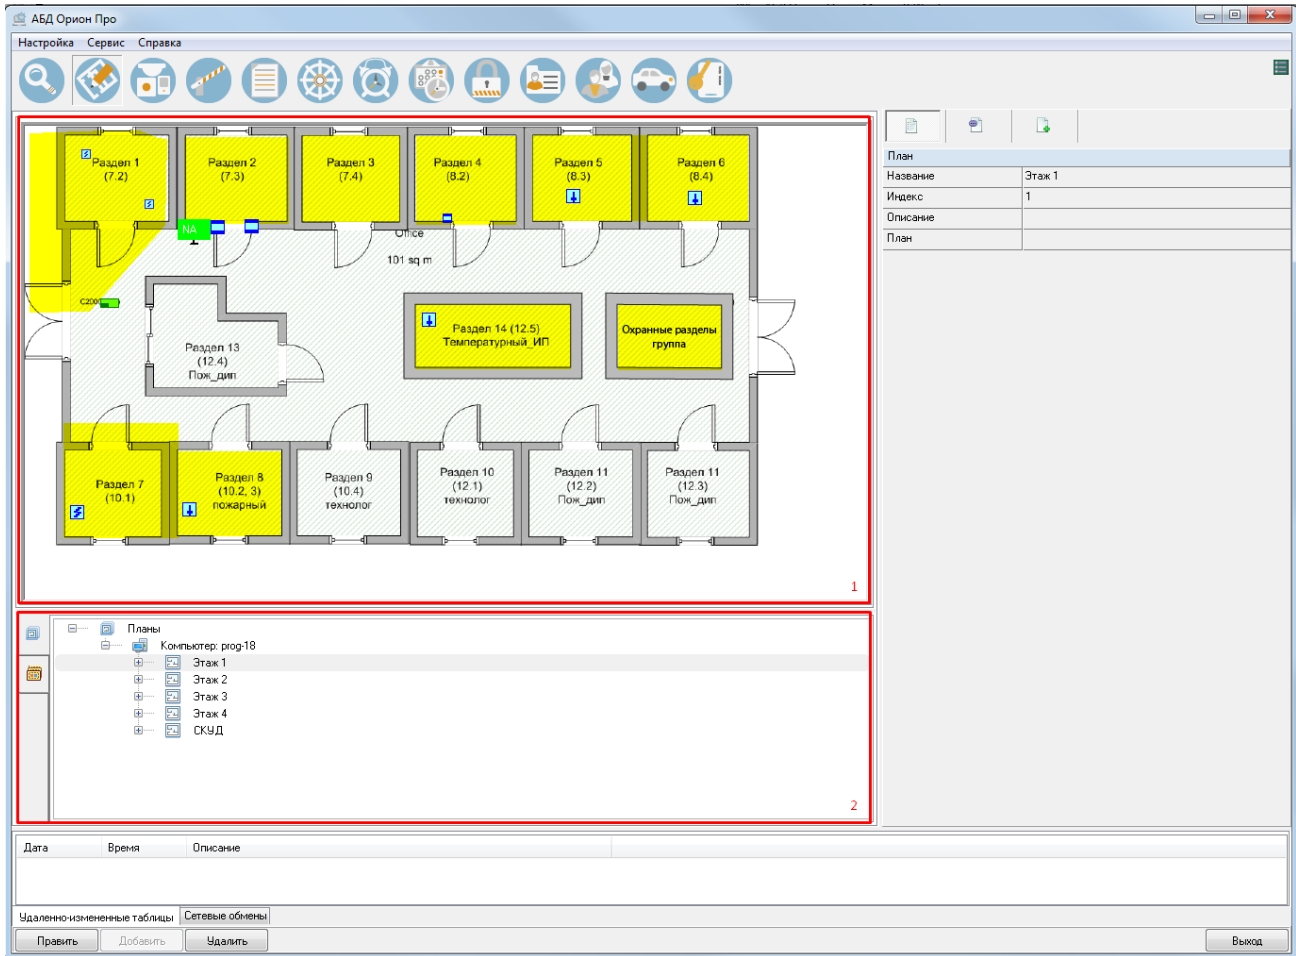 АБД Орион Про
Настройка Сервис Справка
Раздел 1
(7.2)
Раздел 2
(7.3)
Раздел 3
(7.4)
Раздел 4
(8.2)
Раздел 5
(8.3)
Раздел 6
(8.4)
NA
Office
101 sq m
C2000
Раздел 13
(12.4)
Пож_дип
Раздел 14 (12.5)
Температурный_ИП
Охранные разделы
группа
Раздел 7
(10.1)
Раздел 8
(10.2, 3)
пожарный
Раздел 9
(10.4)
технолог
Раздел 10
(12.1)
технолог
Раздел 11
(12.2)
Пож_дип
Раздел 11
(12.3)
Пож_дип
1
План
Название Этаж 1
Индекс 1
Описание
План
Планы
Компьютер: prog-18
Этаж 1
Этаж 2
Этаж 3
Этаж 4
СКУД
2
Дата Время Описание
Удаленно-измененные таблицы Сетевые обмены
Править Добавить Удалить Выход